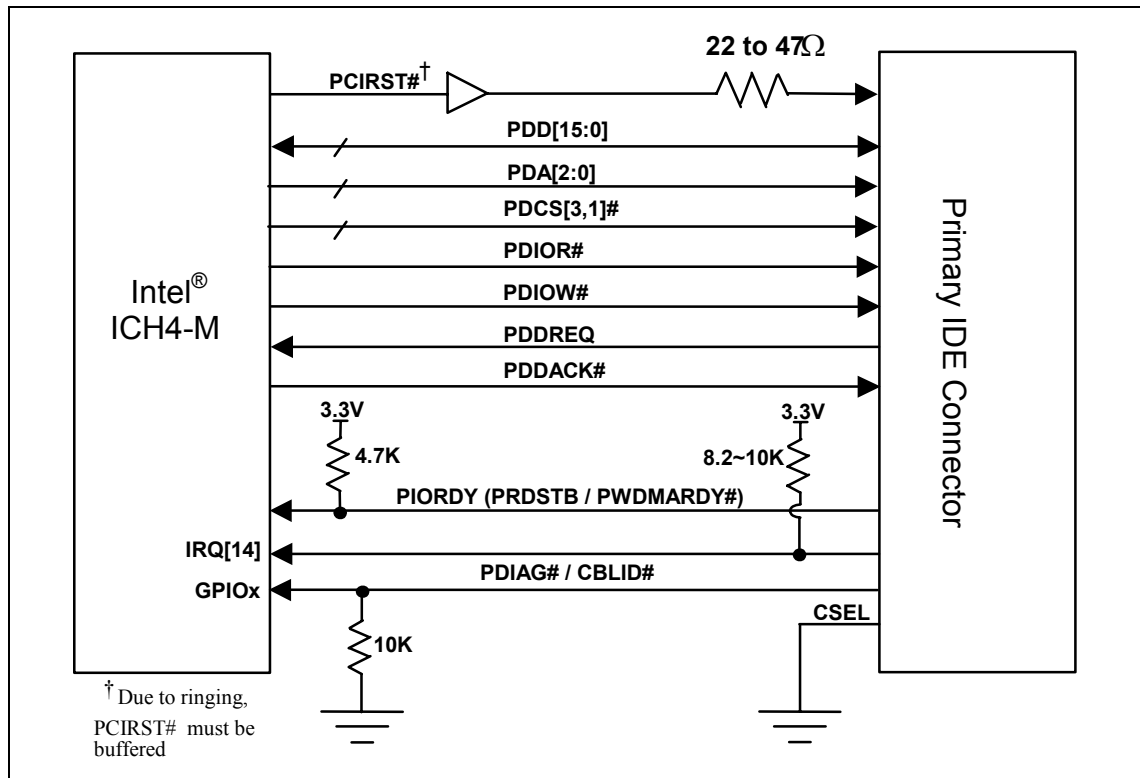 22 to 47Ω
PCIRST#†
PDD[15:0]
PDA[2:0]
PDCS[3,1]#
PDIOR#
PDIOW#
PDDREQ
PDDACK#
Intel®
ICH4-M
Primary IDE Connector
3.3V
4.7K
3.3V
8.2~10K
PIORDY (PRDSTB / PWDMARDY#)
IRQ[14]
PDIAG# / CBLID#
GPIOx
CSEL
10K
† Due to ringing,
PCIRST# must be
buffered